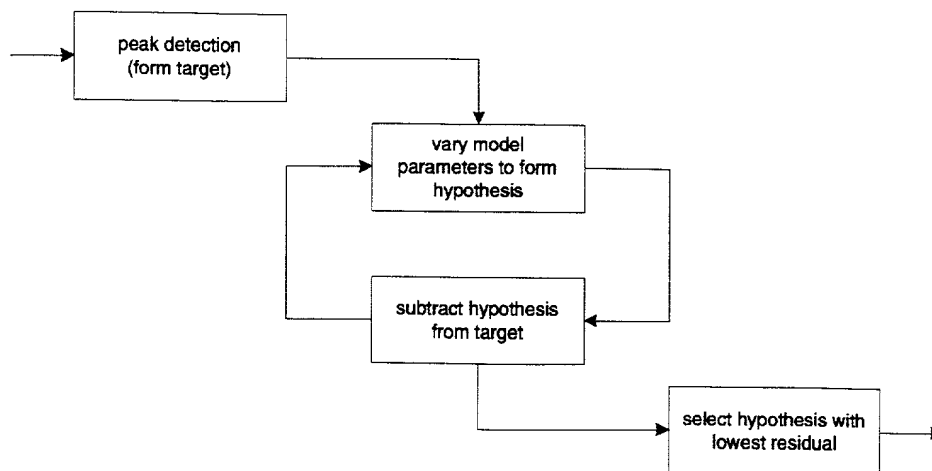 peak detection
(form target)
vary model
parameters to form
hypothesis
subtract hypothesis
from target
select hypothesis with
lowest residual